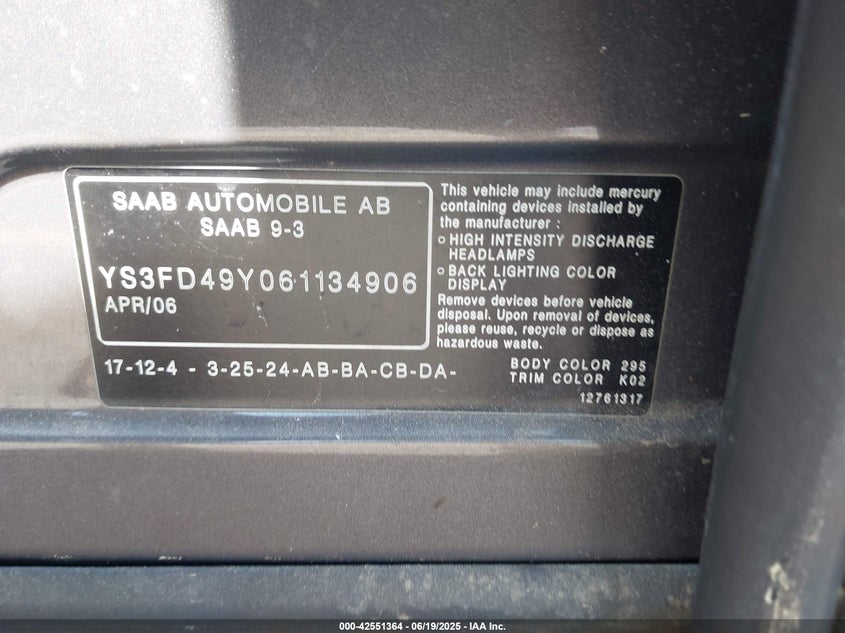 SAAB AUTOMOBILE AB
SAAB 9-3
YS3FD49Y061134906
APR/06
This vehicle may include mercury
containing devices installed by
the manufacturer :
○ HIGH INTENSITY DISCHARGE
HEADLAMPS
○ BACK LIGHTING COLOR
DISPLAY
Remove devices before vehicle
disposal. Upon removal of devices,
please reuse, recycle or dispose as
hazardous waste.
17-12-4 - 3-25-24-AB-BA-CB-DA-
BODY COLOR 295
TRIM COLOR K02
12761317
000-42551364 - 06/19/2025 - IAA Inc.